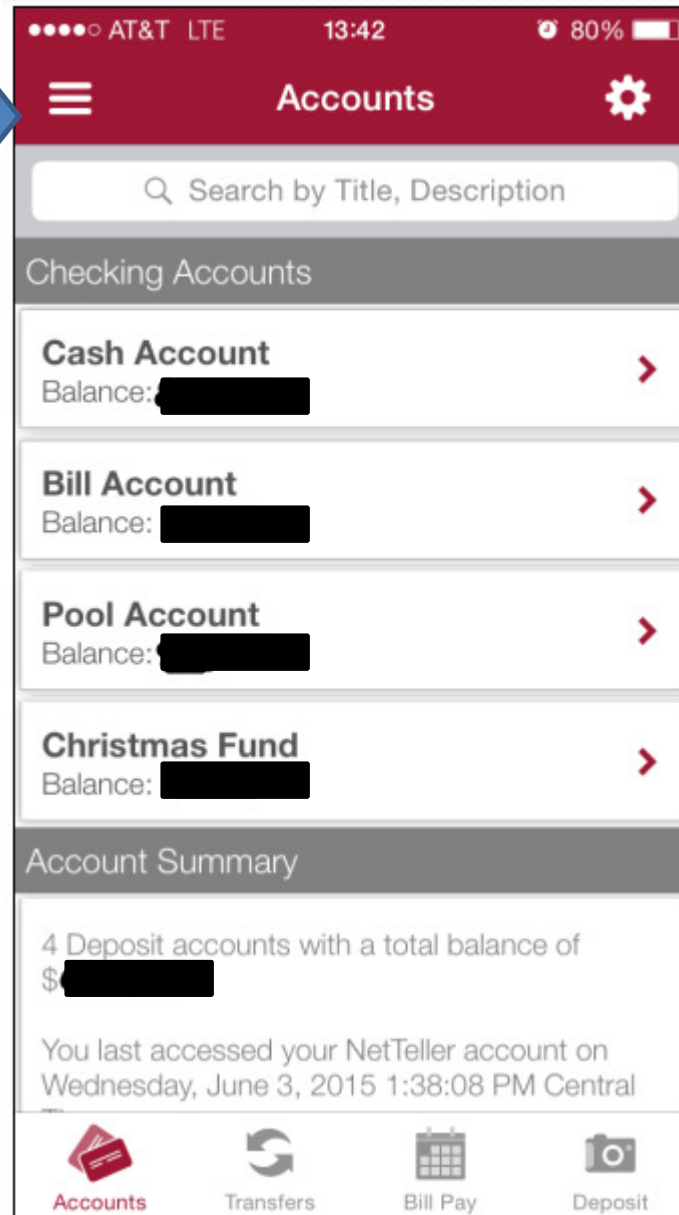 AT&T LTE 13:42 80%
Accounts
Search by Title, Description
Checking Accounts
Cash Account
Balance:
Bill Account
Balance:
Pool Account
Balance:
Christmas Fund
Balance:
Account Summary
4 Deposit accounts with a total balance of
$
You last accessed your NetTeller account on
Wednesday, June 3, 2015 1:38:08 PM Central
Accounts Transfers Bill Pay Deposit